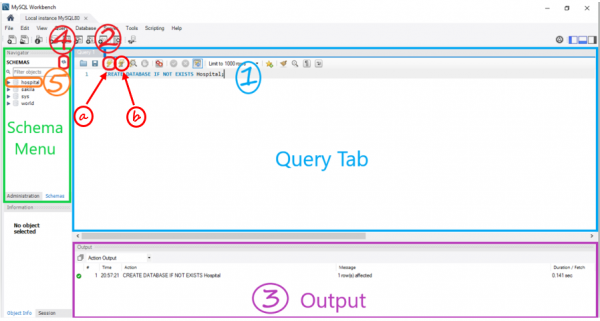 MySQL Workbench
Local instance MySQL80
File Edit View Query Database Tools Scripting Help
4
2
Navigator
SCHEMAS
Filter objects
hospital
sakila
sys
world
5
Schema
Menu
Administration Schemas
Information
No object
selected
Object Info Session
Limit to 1000 rows
1 CREATE DATABASE IF NOT EXISTS Hospital;
1
a
b
Query Tab
Output
Action Output
# Time Action Message Duration / Fetch
1 20:57:21 CREATE DATABASE IF NOT EXISTS Hospital 1 row(s) affected 0.141 sec
3 Output